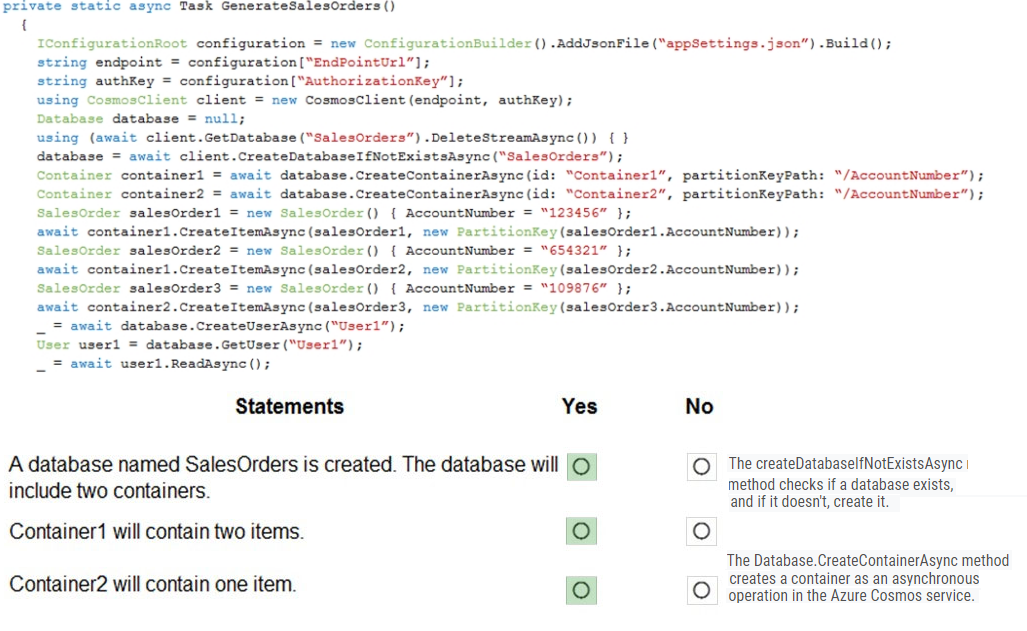 private static async Task GenerateSalesOrders()
{
IConfigurationRoot configuration = new ConfigurationBuilder().AddJsonFile(“appSettings.json”).Build();
string endpoint = configuration[“EndPointUrl”];
string authKey = configuration[“AuthorizationKey”];
using CosmosClient client = new CosmosClient(endpoint, authKey);
Database database = null;
using (await client.GetDatabase(“SalesOrders”).DeleteStreamAsync()) { }
database = await client.CreateDatabaseIfNotExistsAsync(“SalesOrders”);
Container container1 = await database.CreateContainerAsync(id: “Container1”, partitionKeyPath: “/AccountNumber”);
Container container2 = await database.CreateContainerAsync(id: “Container2”, partitionKeyPath: “/AccountNumber”);
SalesOrder salesOrder1 = new SalesOrder() { AccountNumber = “123456” };
await container1.CreateItemAsync(salesOrder1, new PartitionKey(salesOrder1.AccountNumber));
SalesOrder salesOrder2 = new SalesOrder() { AccountNumber = “654321” };
await container1.CreateItemAsync(salesOrder2, new PartitionKey(salesOrder2.AccountNumber));
SalesOrder salesOrder3 = new SalesOrder() { AccountNumber = “109876” };
await container2.CreateItemAsync(salesOrder3, new PartitionKey(salesOrder3.AccountNumber));
_ = await database.CreateUserAsync(“User1”);
User user1 = database.GetUser(“User1”);
_ = await user1.ReadAsync();
Statements Yes No
A database named SalesOrders is created. The database will
include two containers.
The createDatabaseIfNotExistsAsync
method checks if a database exists,
and if it doesn't, create it.
Container1 will contain two items.
Container2 will contain one item.
The Database.CreateContainerAsync method
creates a container as an asynchronous
operation in the Azure Cosmos service.